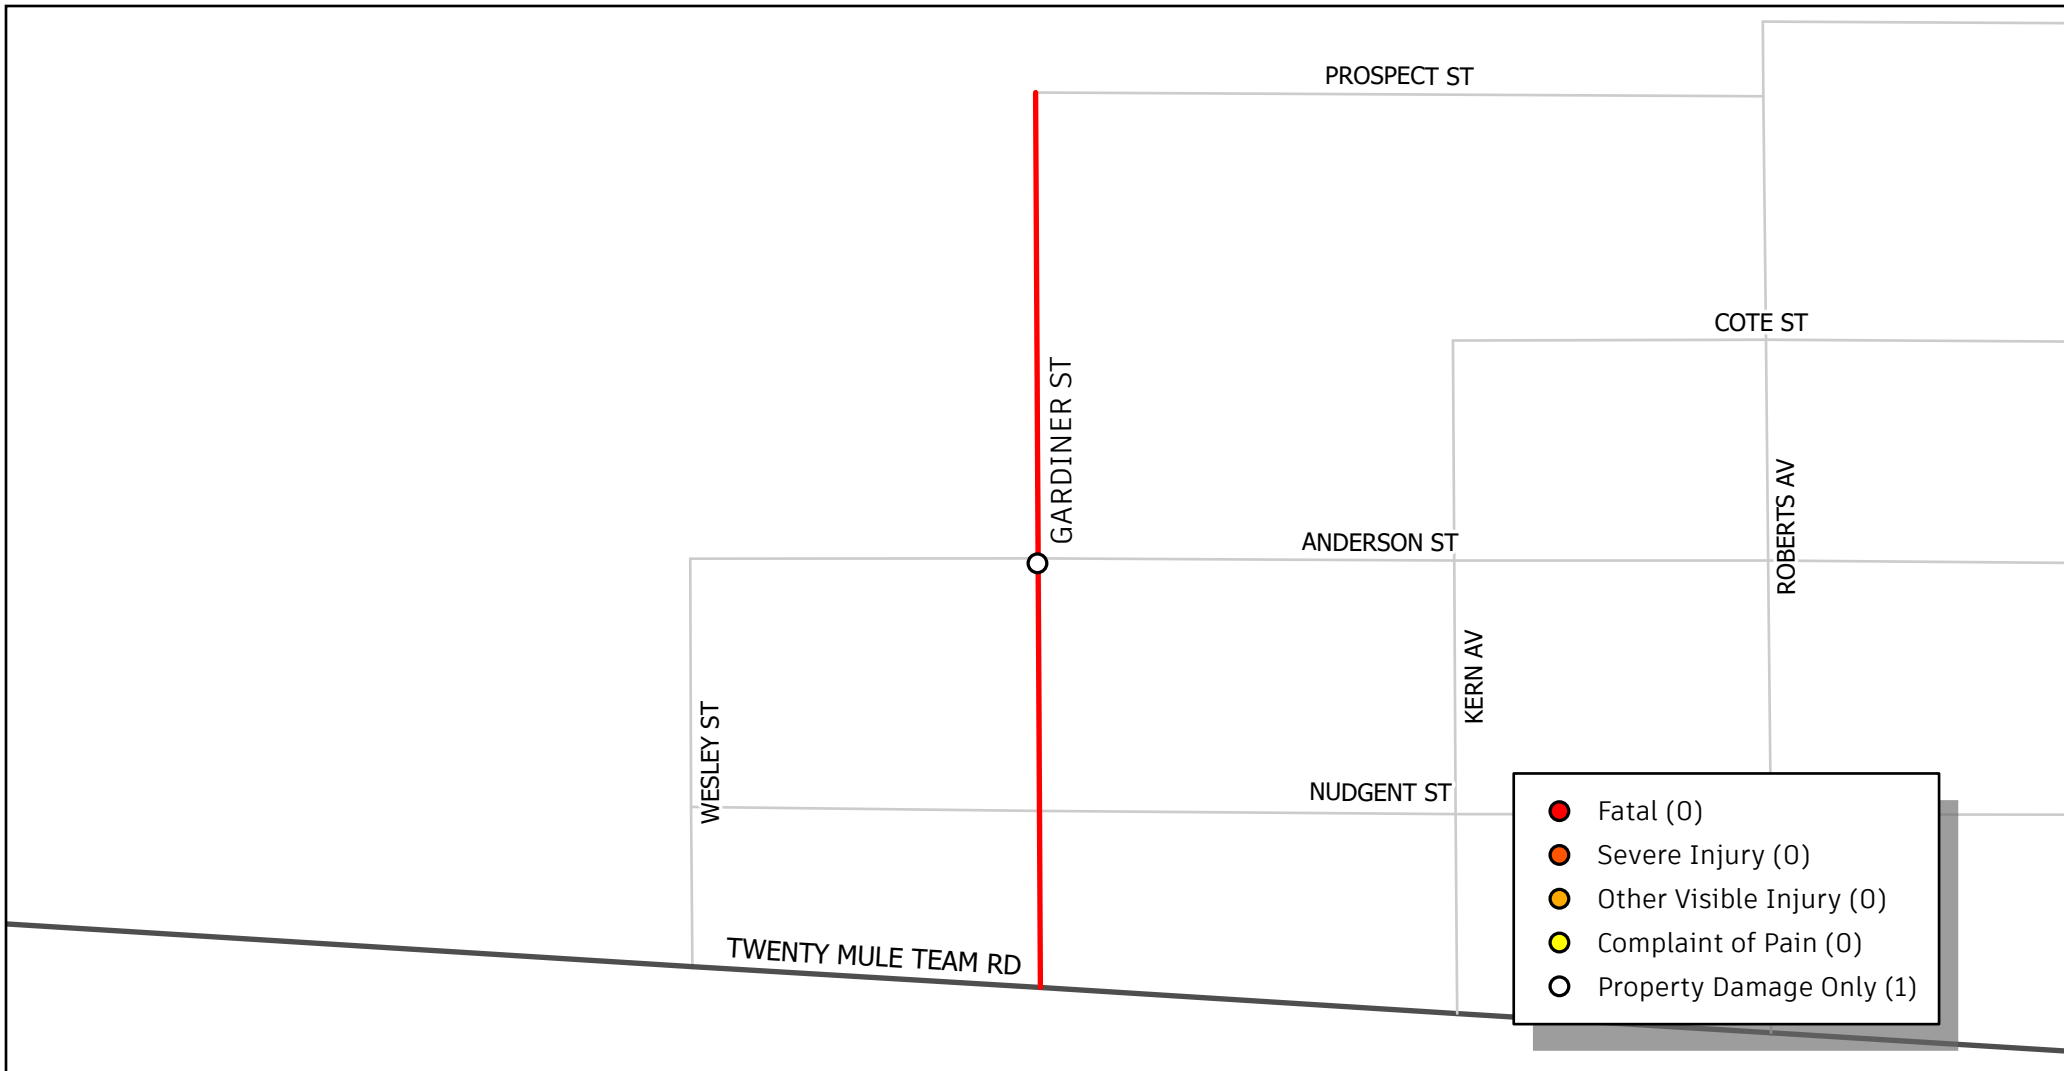 PROSPECT ST
COTE ST
GARDINER ST
ANDERSON ST
ROBERTS AV
KERN AV
WESLEY ST
NUDGENT ST
TWENTY MULE TEAM RD
Fatal (0)
Severe Injury (0)
Other Visible Injury (0)
Complaint of Pain (0)
Property Damage Only (1)